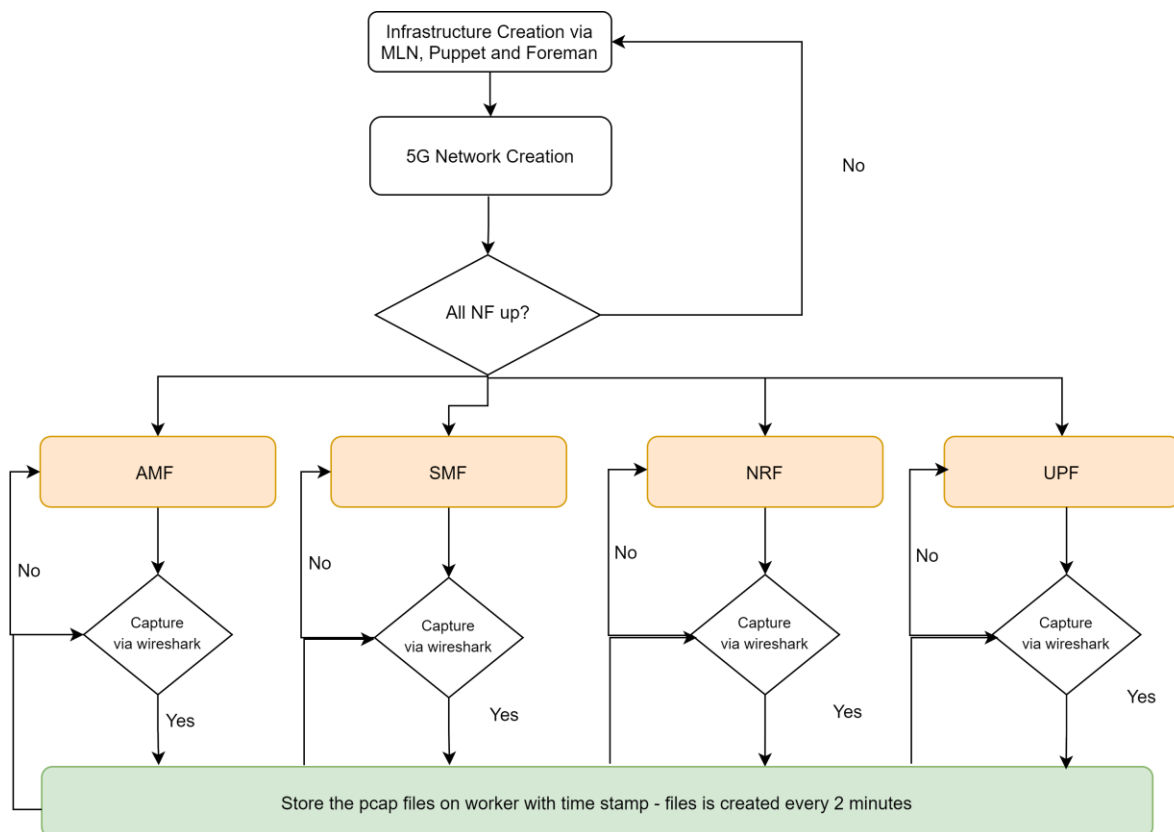 Infrastructure Creation via
MLN, Puppet and Foreman
5G Network Creation
No
All NF up?
AMF
SMF
NRF
UPF
No
No
No
No
Capture
via wireshark
Capture
via wireshark
Capture
via wireshark
Capture
via wireshark
Yes
Yes
Yes
Yes
Store the pcap files on worker with time stamp - files is created every 2 minutes